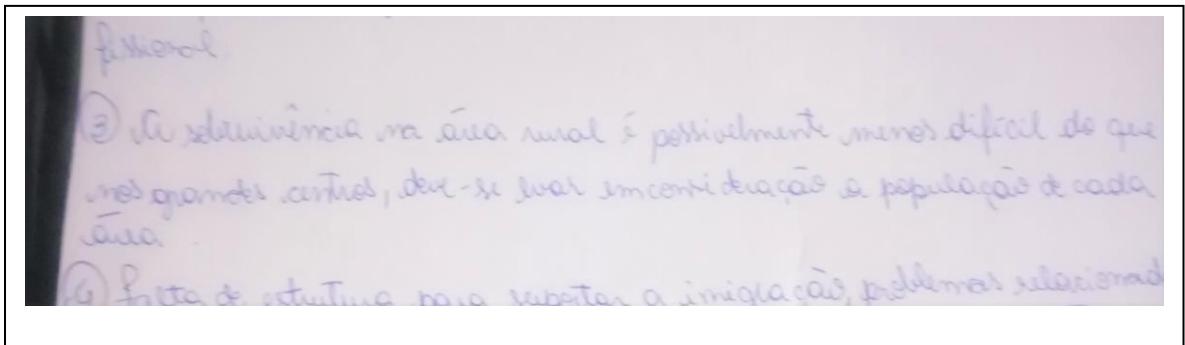 fissional
③ A sobrevivência na área rural é possivelmente menos difícil do que
nos grandes centros, deve-se levar em consideração a população de cada
área.
④ falta de estrutura para suportar a imigração, problemas relacionad